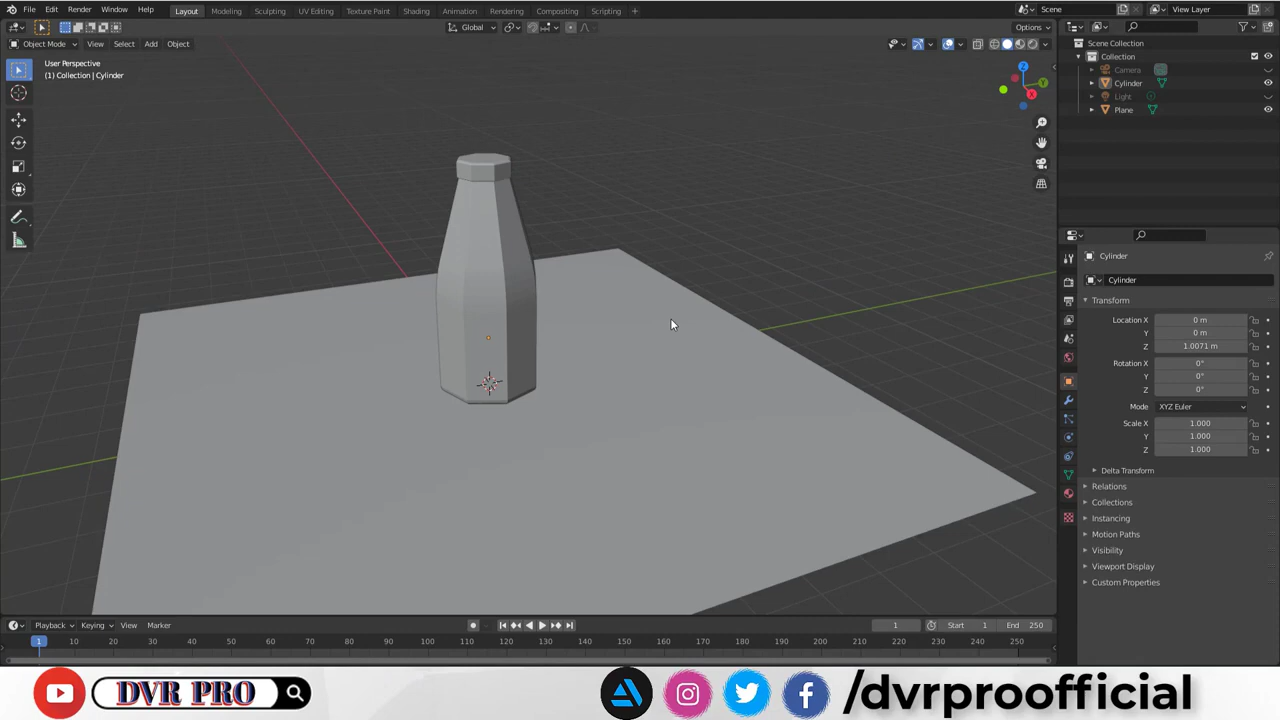 File Edit Render Window Help Layout Modeling Sculpting UV Editing Texture Paint Shading Animation Rendering Compositing Scripting + Scene View Layer
Global Options
Object Mode View Select Add Object
User Perspective
(1) Collection | Cylinder
Z
Y
X
Scene Collection
Collection
Camera
Cylinder
Light
Plane
Cylinder
Cylinder
Transform
Location X 0 m
Y 0 m
Z 1.0071 m
Rotation X 0°
Y 0°
Z 0°
Mode XYZ Euler
Scale X 1.000
Y 1.000
Z 1.000
Delta Transform
Relations
Collections
Instancing
Motion Paths
Visibility
Viewport Display
Custom Properties
Playback Keying View Marker 1 Start 1 End 250
1 10 20 30 40 50 60 70 80 90 100 110 120 130 140 150 160 170 180 190 200 210 220 230 240 250
DVR PRO /dvrproofficial